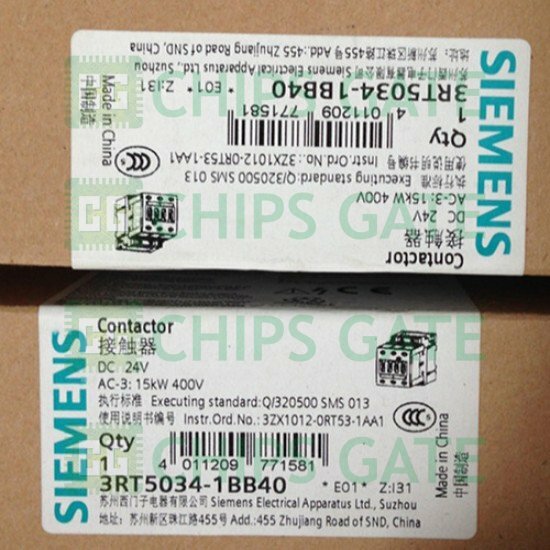 SIEMENS
Contactor
接触器
DC 24V
AC-3: 15kW 400V
执行标准 Executing standard:Q/320500 SMS 013
使用说明书编号 Instr.Ord.No.: 3ZX1012-0RT53-1AA1
Qty
1
4 011209 771581
3RT5034-1BB40
* E01* Z:I31
苏州西门子电器有限公司 Siemens Electrical Apparatus Ltd., Suzhou
地址: 苏州新区珠江路455号 Add.:455 Zhujiang Road of SND, China
Made in China
中国制造
CCC
SIEMENS
Contactor
接触器
DC 24V
AC-3: 15kW 400V
执行标准 Executing standard:Q/320500 SMS 013
使用说明书编号 Instr.Ord.No.: 3ZX1012-0RT53-1AA1
Qty
1
4 011209 771581
3RT5034-1BB40
* E01* Z:I31
苏州西门子电器有限公司 Siemens Electrical Apparatus Ltd., Suzhou
地址: 苏州新区珠江路455号 Add.:455 Zhujiang Road of SND, China
Made in China
中国制造
CCC
CHIPS GATE
CHIPS GATE
CHIPS GATE
CHIPS GATE